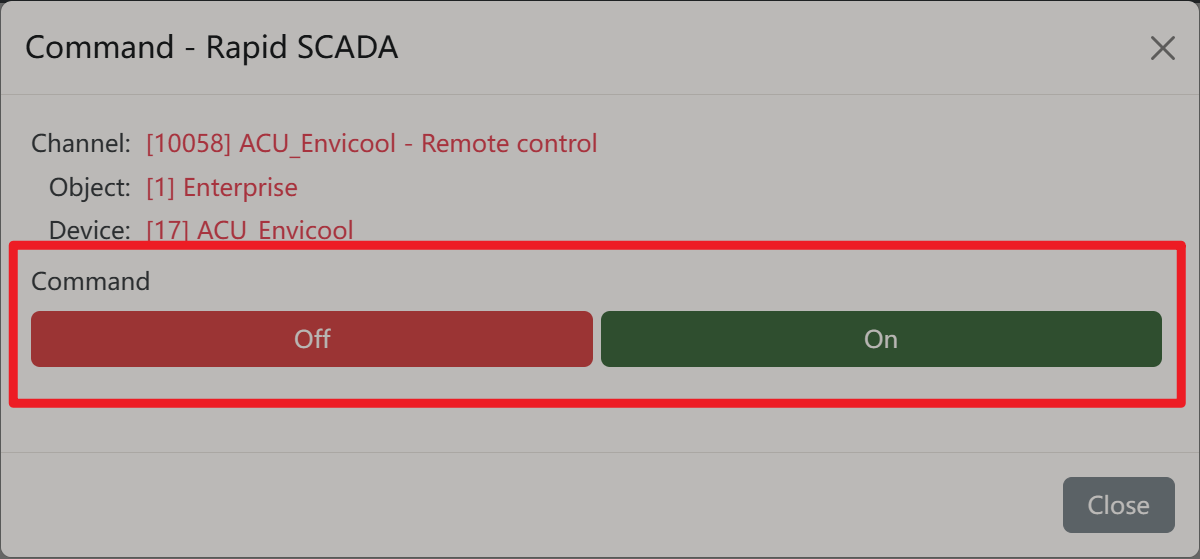 Command - Rapid SCADA
Channel: [10058] ACU_Envicool - Remote control
Object: [1] Enterprise
Device: [17] ACU_Envicool
Command
Off On
Close